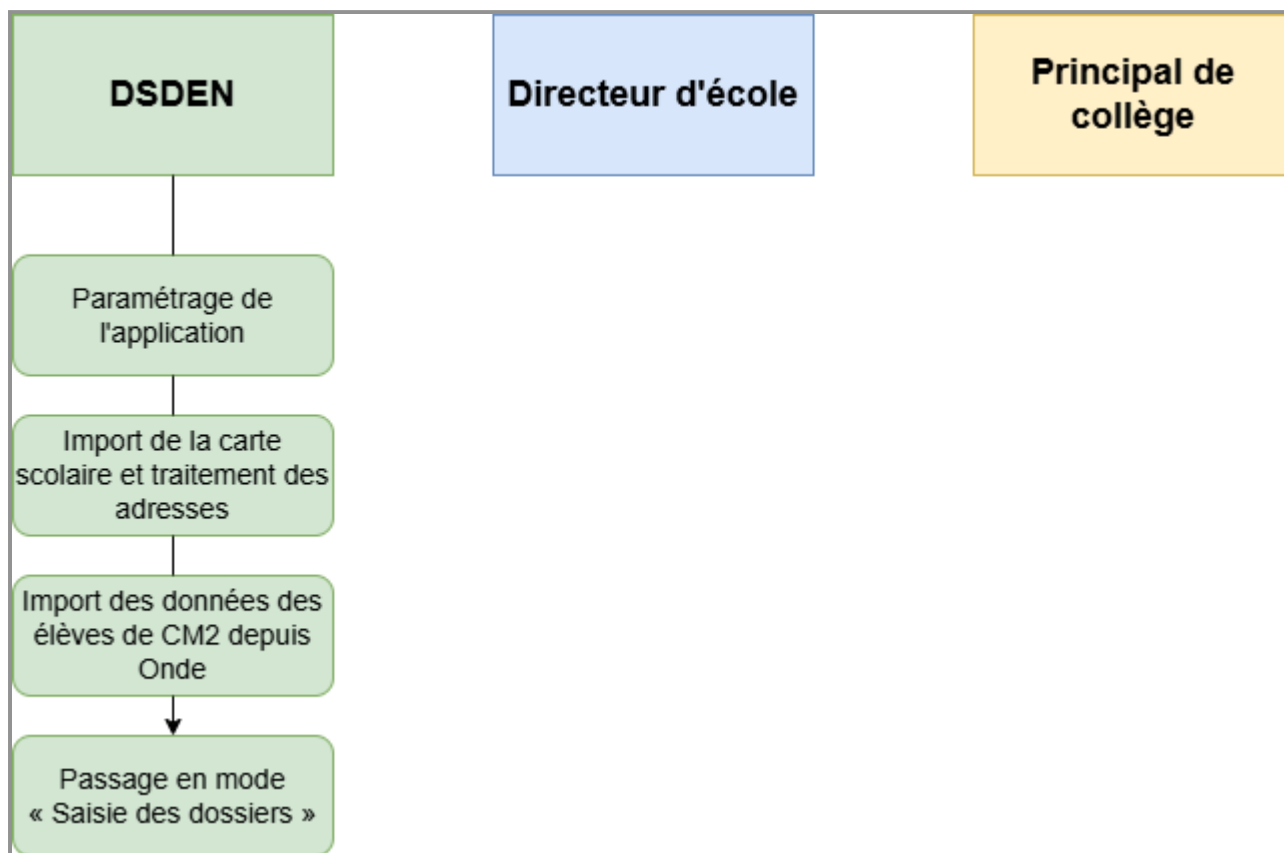 DSDEN
Directeur d'école
Principal de
collège
Paramétrage de
l'application
Import de la carte
scolaire et traitement des
adresses
Import des données des
élèves de CM2 depuis
Onde
Passage en mode
« Saisie des dossiers »